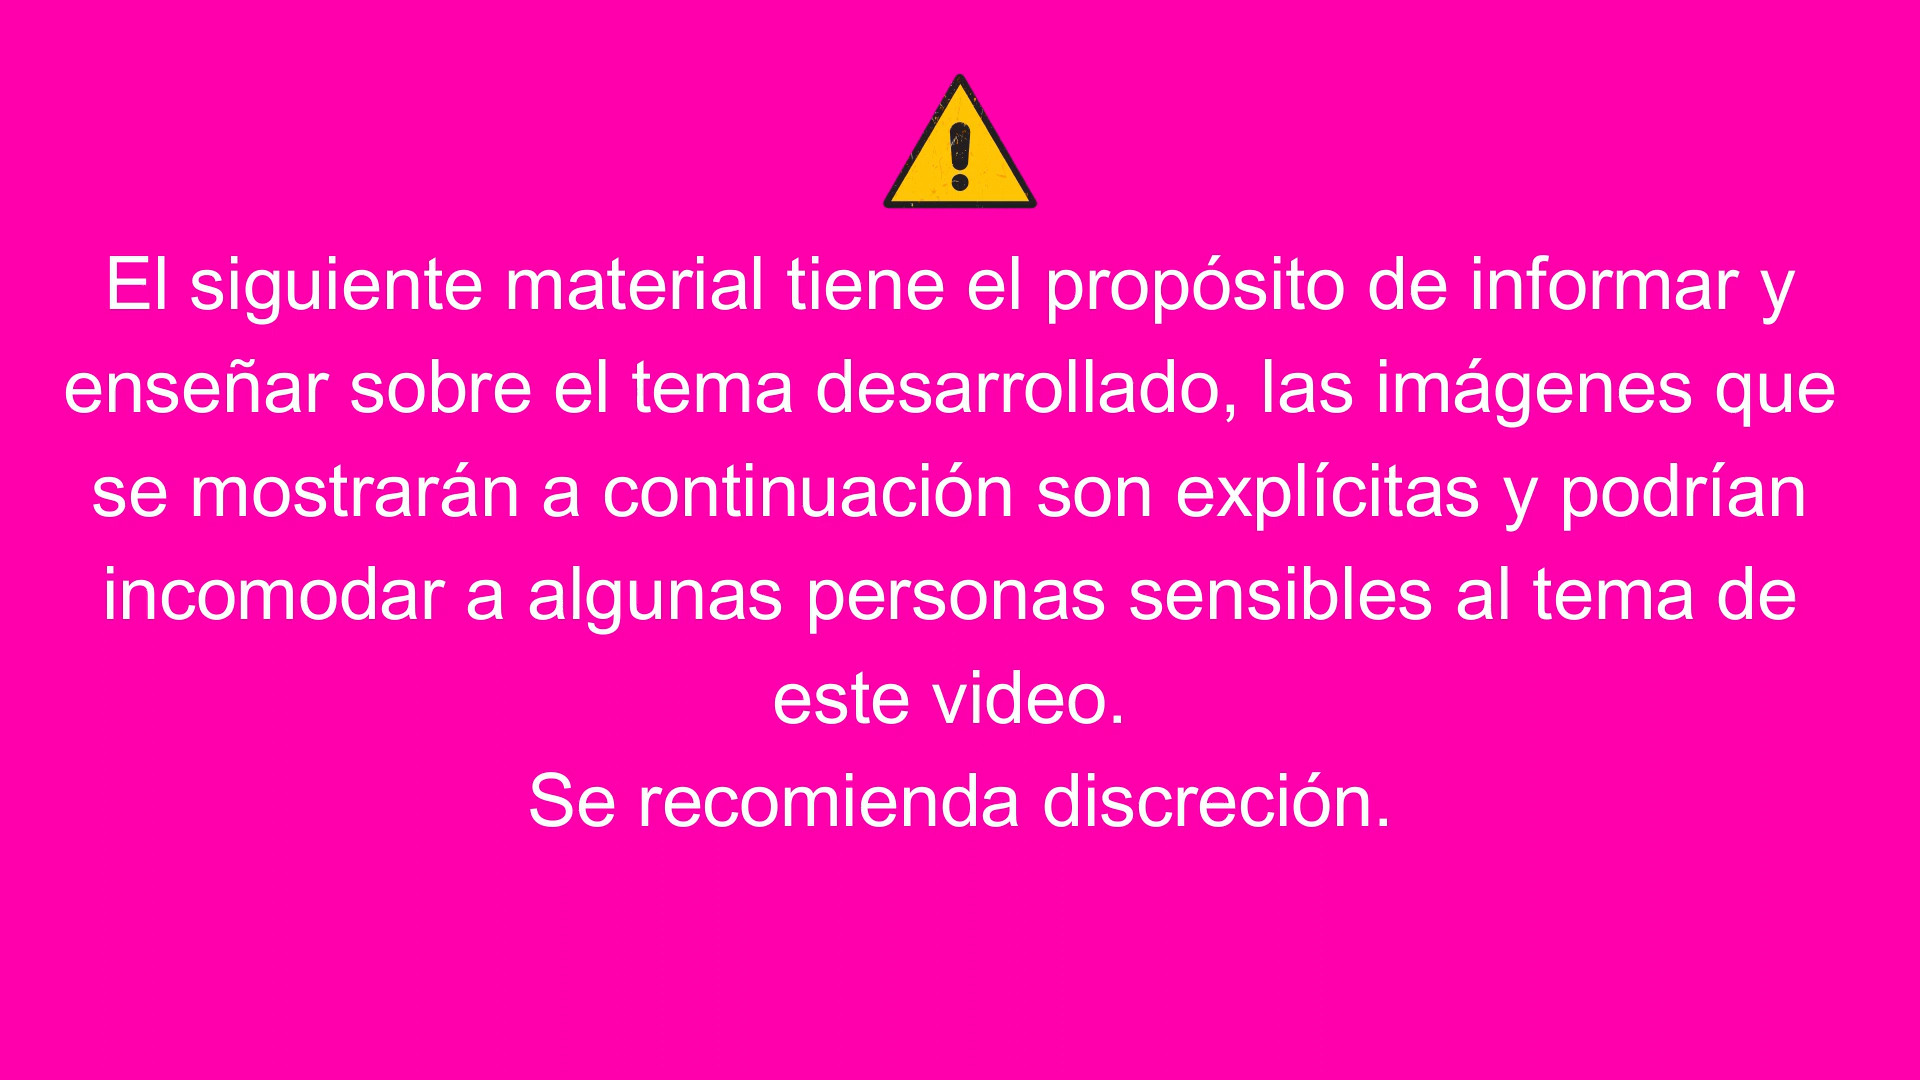 El siguiente material tiene el propósito de informar y
enseñar sobre el tema desarrollado, las imágenes que
se mostrarán a continuación son explícitas y podrían
incomodar a algunas personas sensibles al tema de
este video.
Se recomienda discreción.